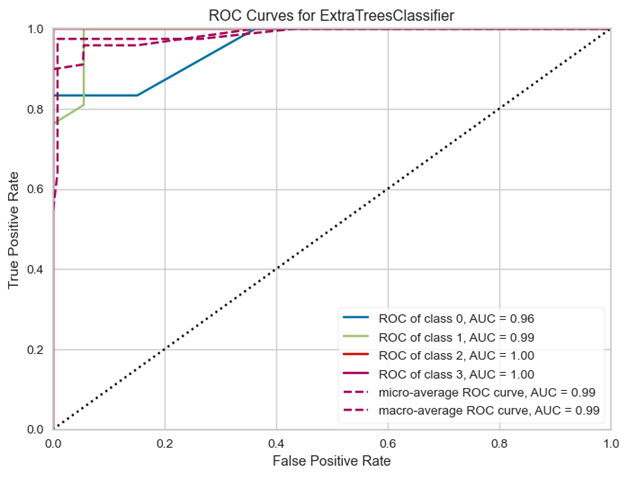 ROC Curves for ExtraTreesClassifier
1.0
0.8
0.6
0.4
0.2
0.0
True Positive Rate
ROC of class 0, AUC = 0.96
ROC of class 1, AUC = 0.99
ROC of class 2, AUC = 1.00
ROC of class 3, AUC = 1.00
micro-average ROC curve, AUC = 0.99
macro-average ROC curve, AUC = 0.99
0.0 0.2 0.4 0.6 0.8 1.0
False Positive Rate